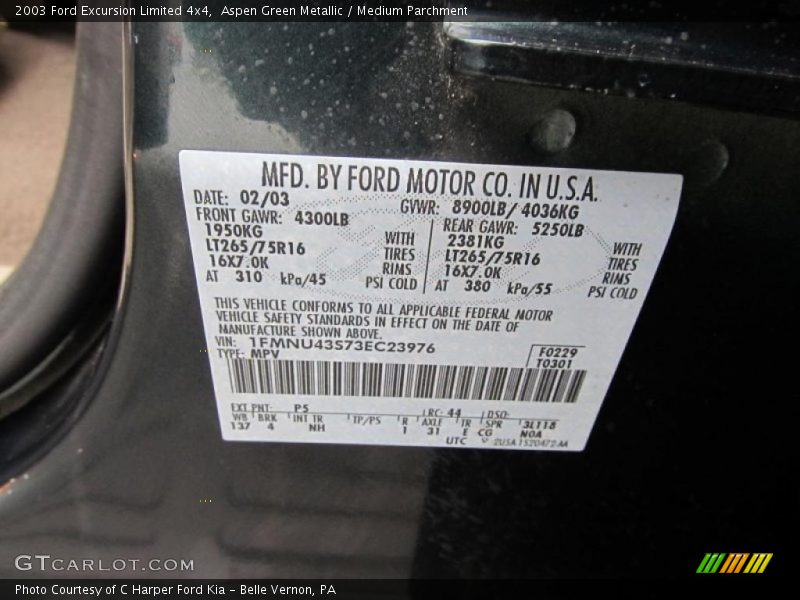 2003 Ford Excursion Limited 4x4, Aspen Green Metallic / Medium Parchment
MFD. BY FORD MOTOR CO. IN U.S.A.
DATE: 02/03 GVWR: 8900LB/ 4036KG
FRONT GAWR: 4300LB REAR GAWR: 5250LB
1950KG WITH 2381KG WITH
LT265/75R16 TIRES LT265/75R16 TIRES
16X7.0K RIMS 16X7.0K RIMS
AT 310 kPa/45 PSI COLD AT 380 kPa/55 PSI COLD
THIS VEHICLE CONFORMS TO ALL APPLICABLE FEDERAL MOTOR
VEHICLE SAFETY STANDARDS IN EFFECT ON THE DATE OF
MANUFACTURE SHOWN ABOVE.
VIN: 1FMNU43S73EC23976
TYPE: MPV
F0229
T0301
EXT PNT: P5 RC: 44 DSO:
WB BRK INT TR TP/PS R AXLE TR SPR 3L118
137 4 NH 1 31 E CG N0A
UTC 2U5A 1520472-AA
GTCARLOT.COM
Photo Courtesy of C Harper Ford Kia – Belle Vernon, PA